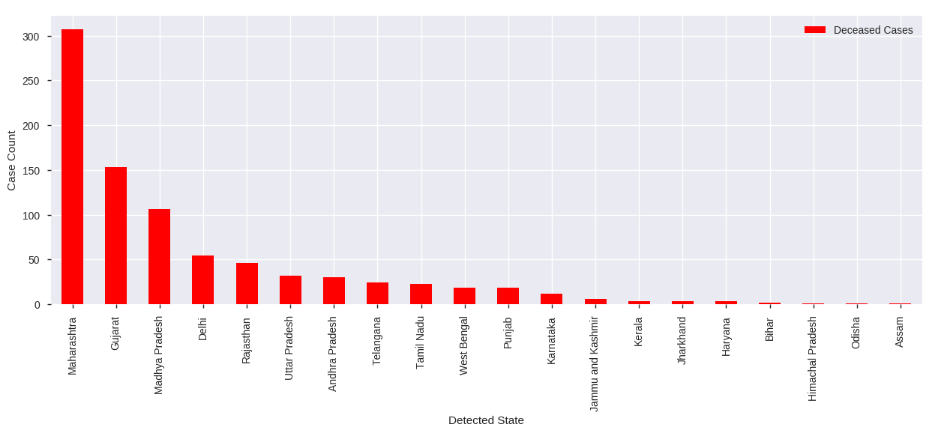 Deceased Cases
300
250
200
150
100
50
0
Case Count
Maharashtra
Gujarat
Madhya Pradesh
Delhi
Rajasthan
Uttar Pradesh
Andhra Pradesh
Telangana
Tamil Nadu
West Bengal
Punjab
Karnataka
Jammu and Kashmir
Kerala
Jharkhand
Haryana
Bihar
Himachal Pradesh
Odisha
Assam
Detected State